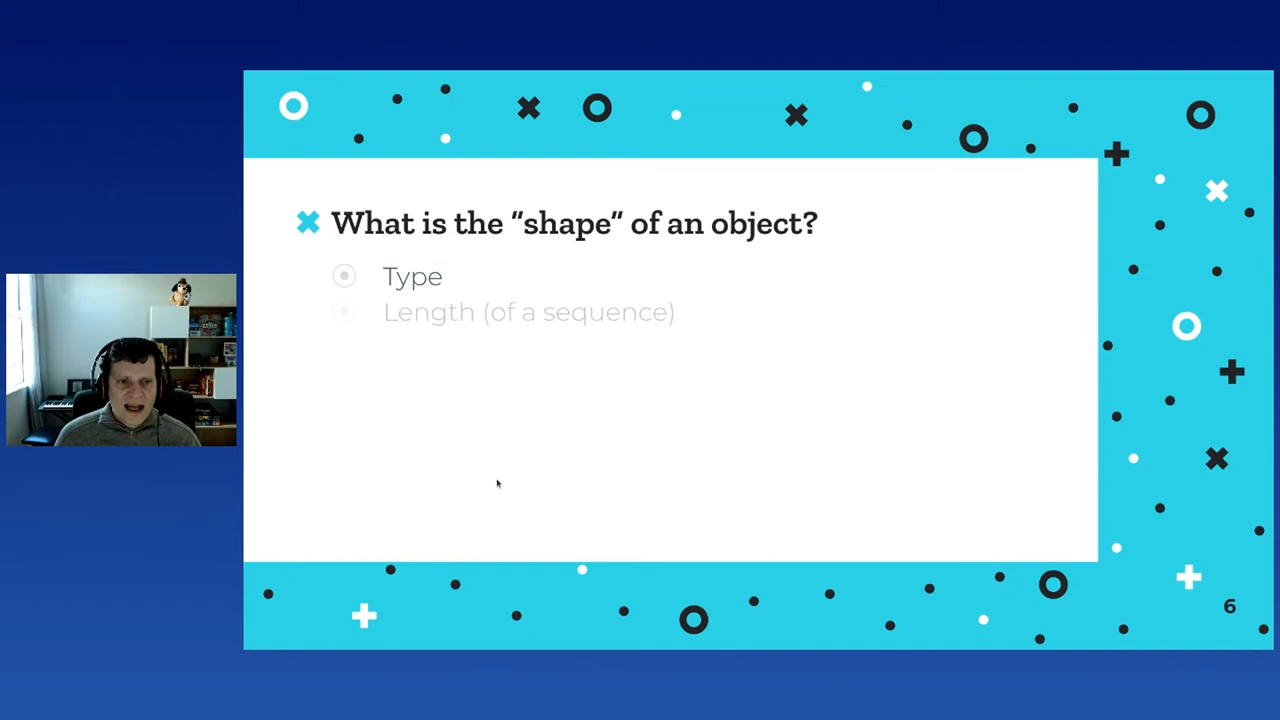 What is the “shape” of an object?
Type
Length (of a sequence)
6